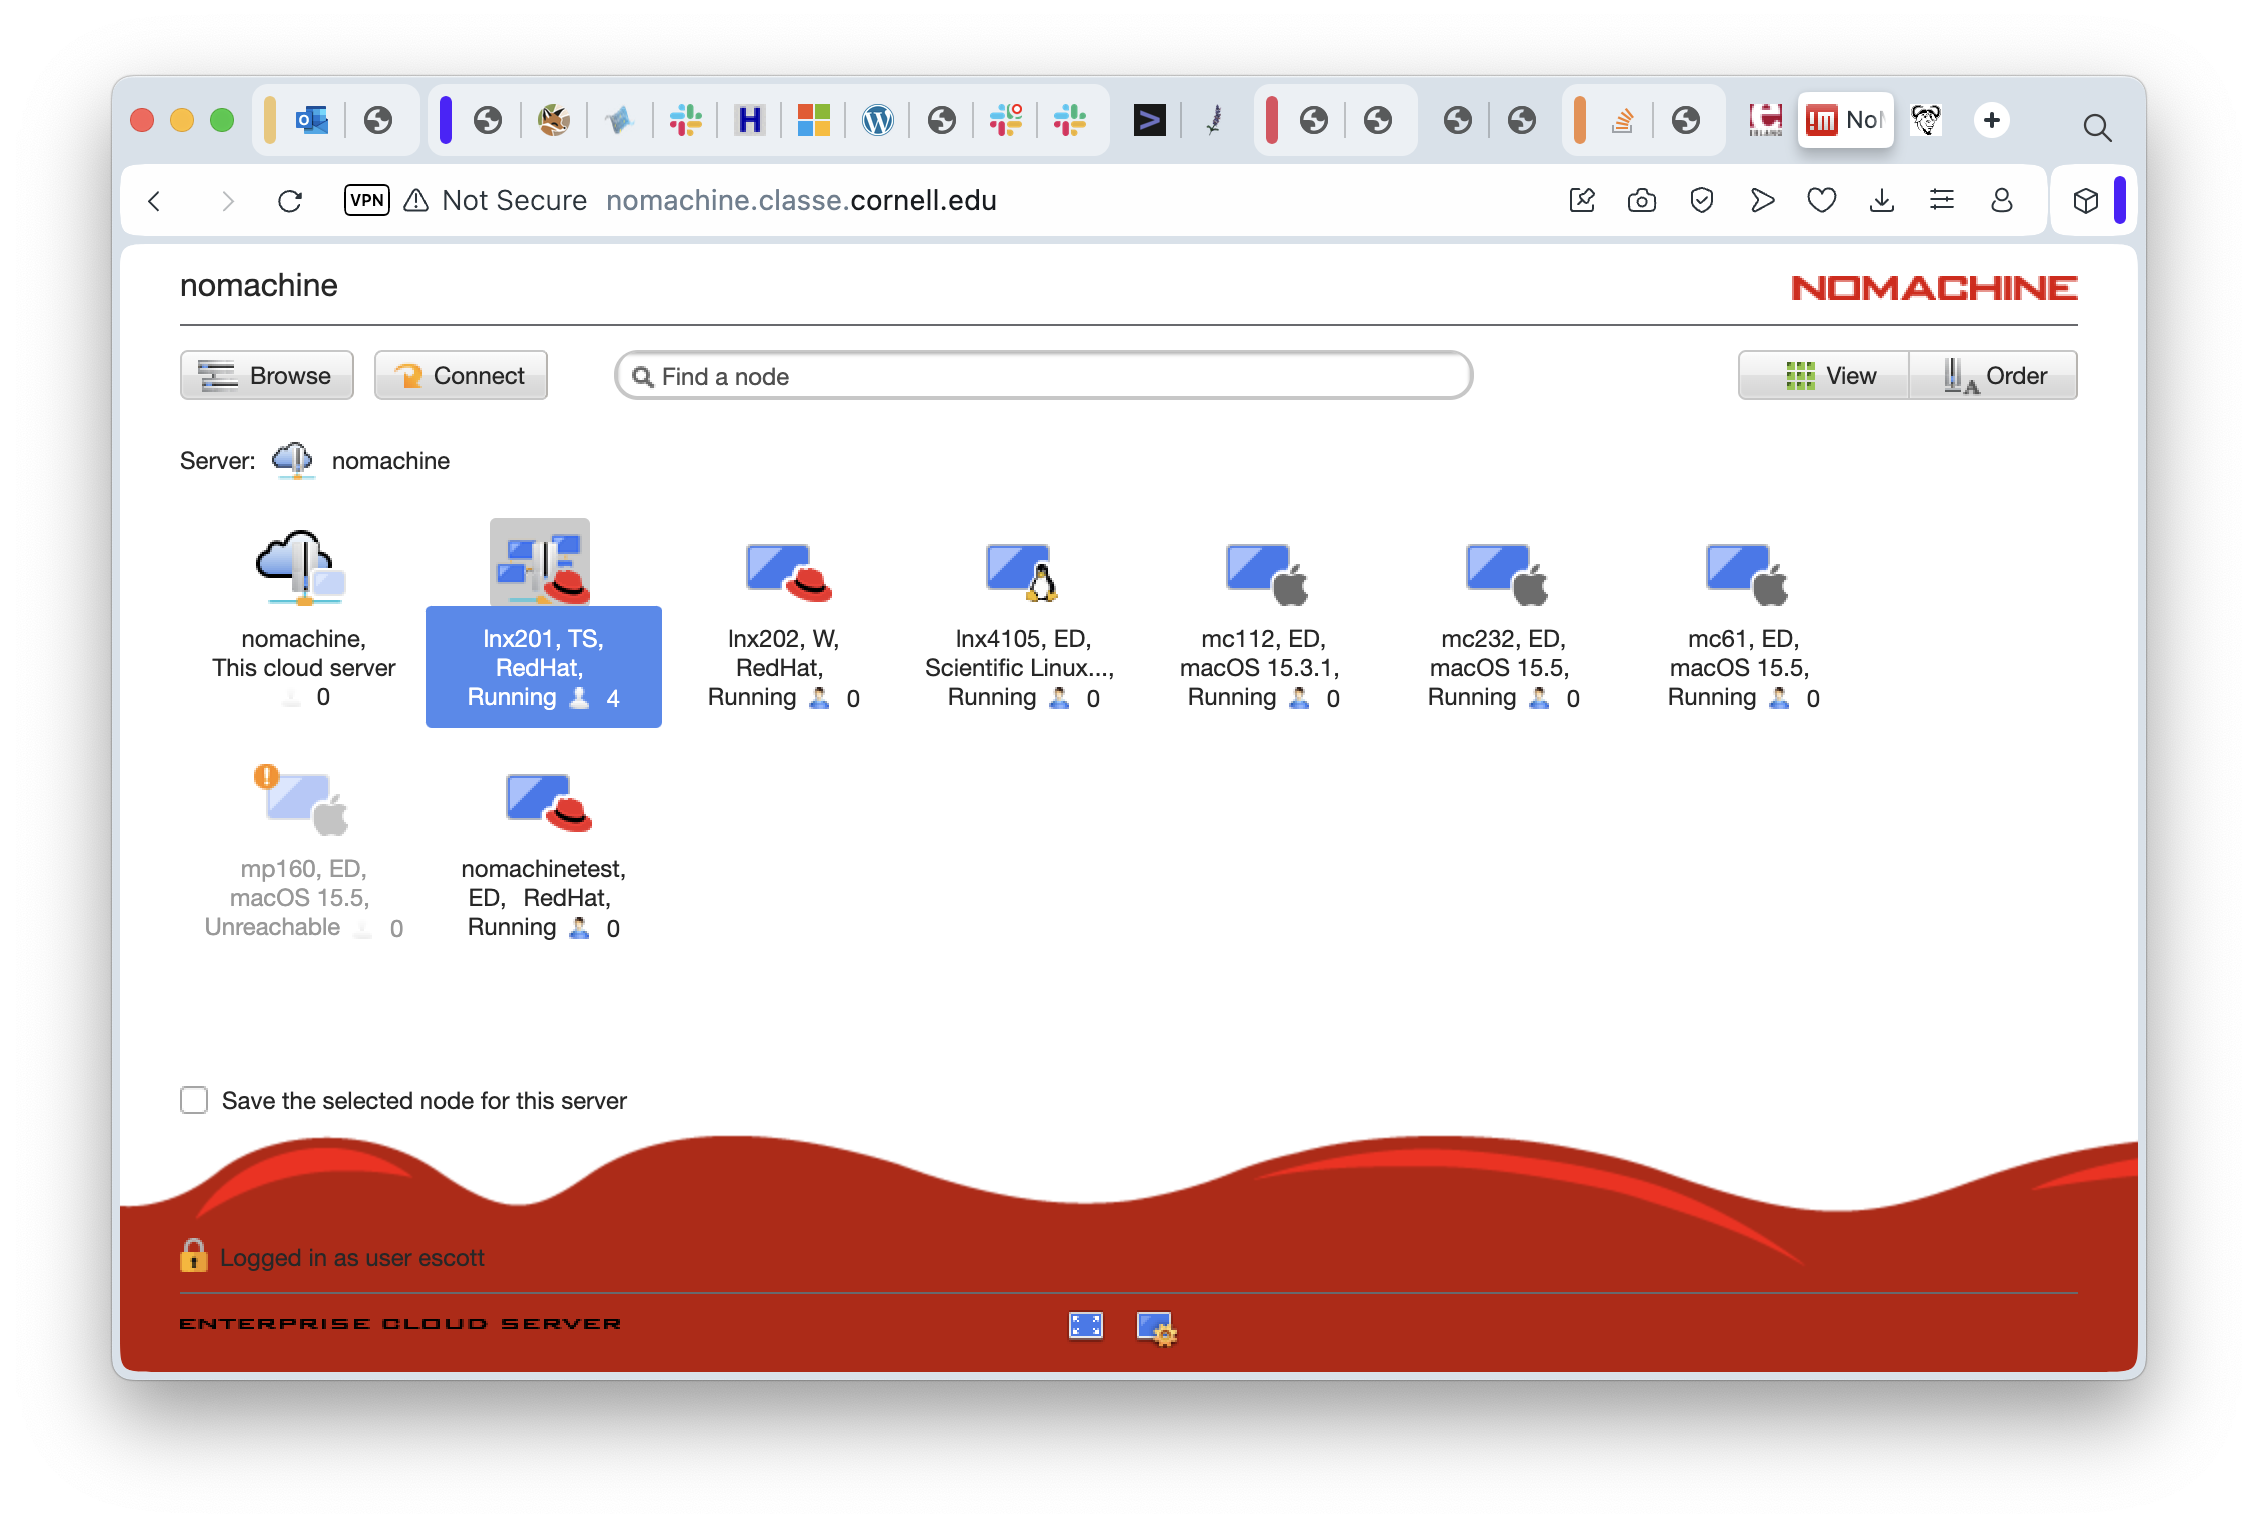 NoM
VPN Not Secure nomachine.classe.cornell.edu
nomachine
NOMACHINE
Browse
Connect
Find a node
View
Order
Server: nomachine
nomachine,
This cloud server
0
lnx201, TS,
RedHat,
Running 4
lnx202, W,
RedHat,
Running 0
lnx4105, ED,
Scientific Linux...,
Running 0
mc112, ED,
macOS 15.3.1,
Running 0
mc232, ED,
macOS 15.5,
Running 0
mc61, ED,
macOS 15.5,
Running 0
mp160, ED,
macOS 15.5,
Unreachable 0
nomachinetest,
ED, RedHat,
Running 0
Save the selected node for this server
Logged in as user escott
ENTERPRISE CLOUD SERVER